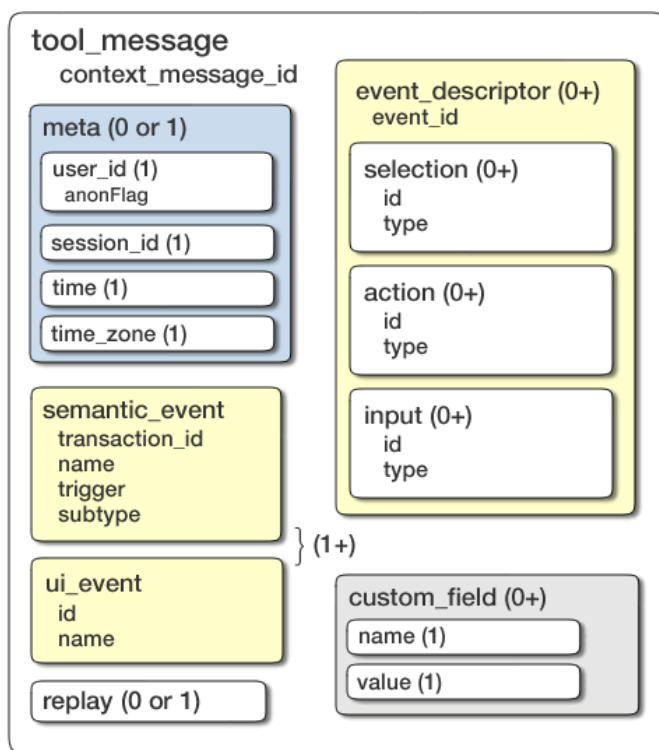 tool_message
context_message_id
meta (0 or 1)
user_id (1)
anonFlag
session_id (1)
time (1)
time_zone (1)
semantic_event
transaction_id
name
trigger
subtype
} (1+)
ui_event
id
name
replay (0 or 1)
event_descriptor (0+)
event_id
selection (0+)
id
type
action (0+)
id
type
input (0+)
id
type
custom_field (0+)
name (1)
value (1)